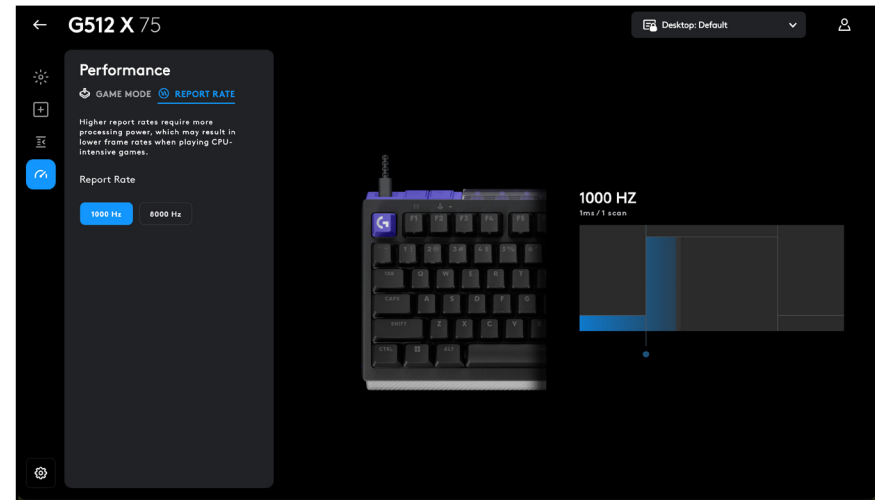 G512 X 75
Desktop: Default
Performance
GAME MODE REPORT RATE
Higher report rates require more
processing power, which may result in
lower frame rates when playing CPU-
intensive games.
Report Rate
1000 Hz 8000 Hz
1000 HZ
1ms/1 scan
F1 F2 F3 F4 F5
TAB Q W E R T
CAPS A S D F G
SHIFT Z X C V
CTRL ALT